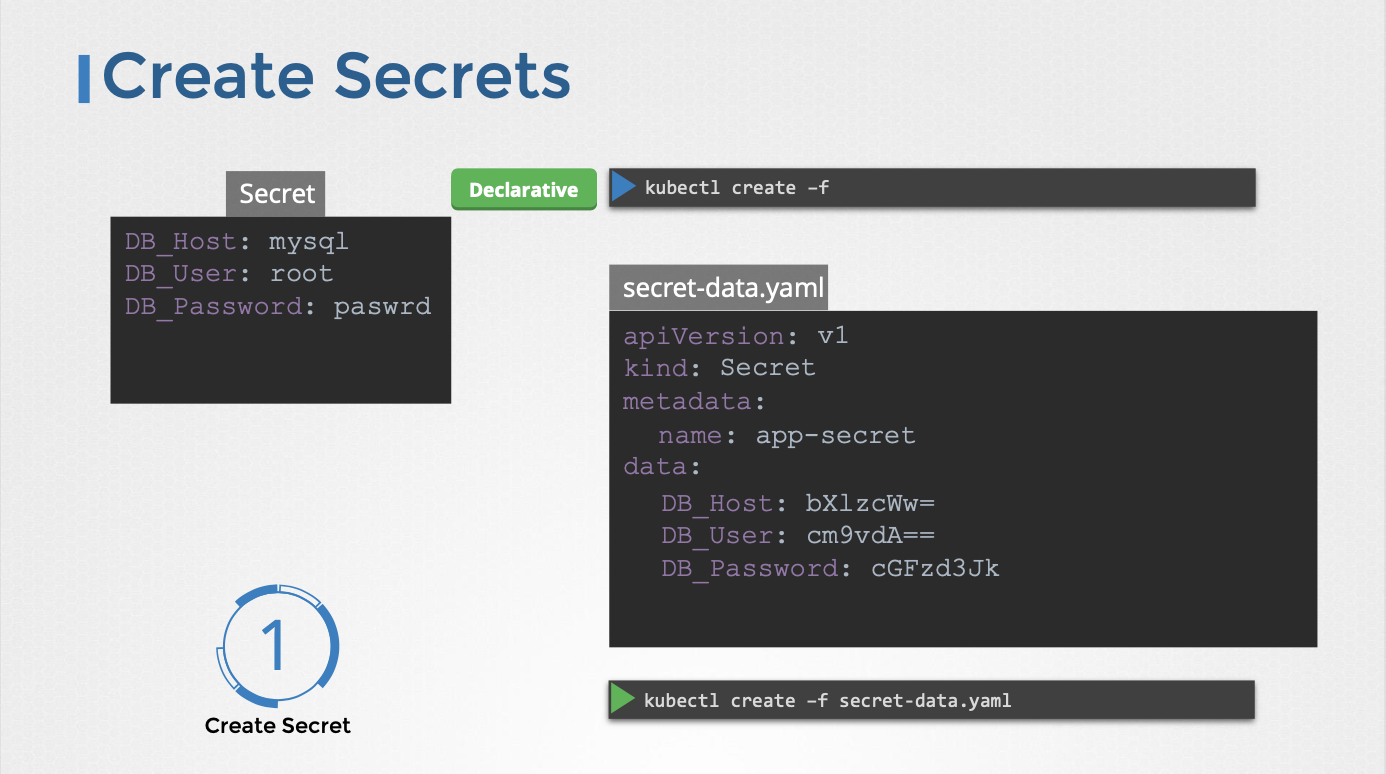 Create Secrets
Secret
DB_Host: mysql
DB_User: root
DB_Password: paswrd
Declarative
kubectl create –f
secret-data.yaml
apiVersion: v1
kind: Secret
metadata:
name: app-secret
data:
DB_Host: bXlzcWw=
DB_User: cm9vdA==
DB_Password: cGFzd3Jk
1
Create Secret
kubectl create –f secret-data.yaml